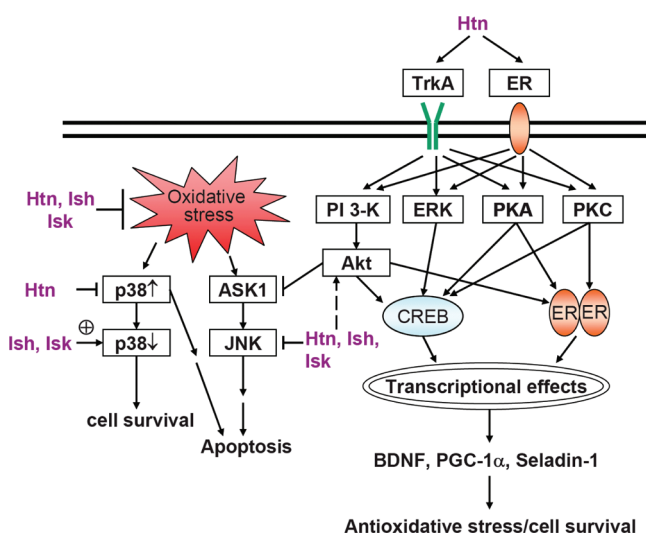 Htn
TrkA
ER
Htn, Ish
Isk
Oxidative
stress
PI 3-K
ERK
PKA
PKC
Htn
p38↑
ASK1
Akt
CREB
ER
ER
⊕
Ish, Isk
p38↓
JNK
Htn, Ish,
Isk
Transcriptional effects
cell survival
Apoptosis
BDNF, PGC-1α, Seladin-1
Antioxidative stress/cell survival